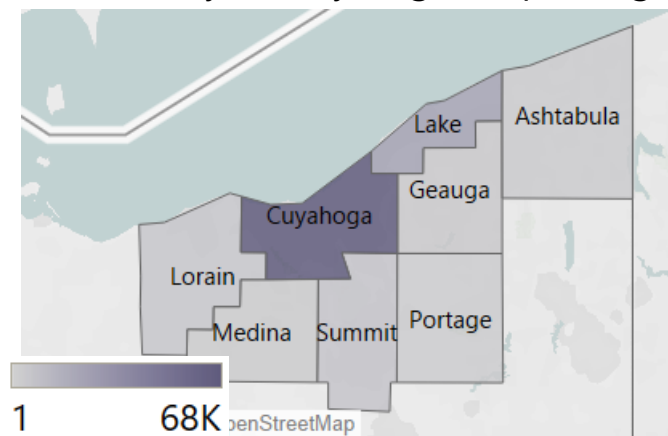 Lake
Ashtabula
Geauga
Cuyahoga
Lorain
Medina
Summit
Portage
1
68K
penStreetMap